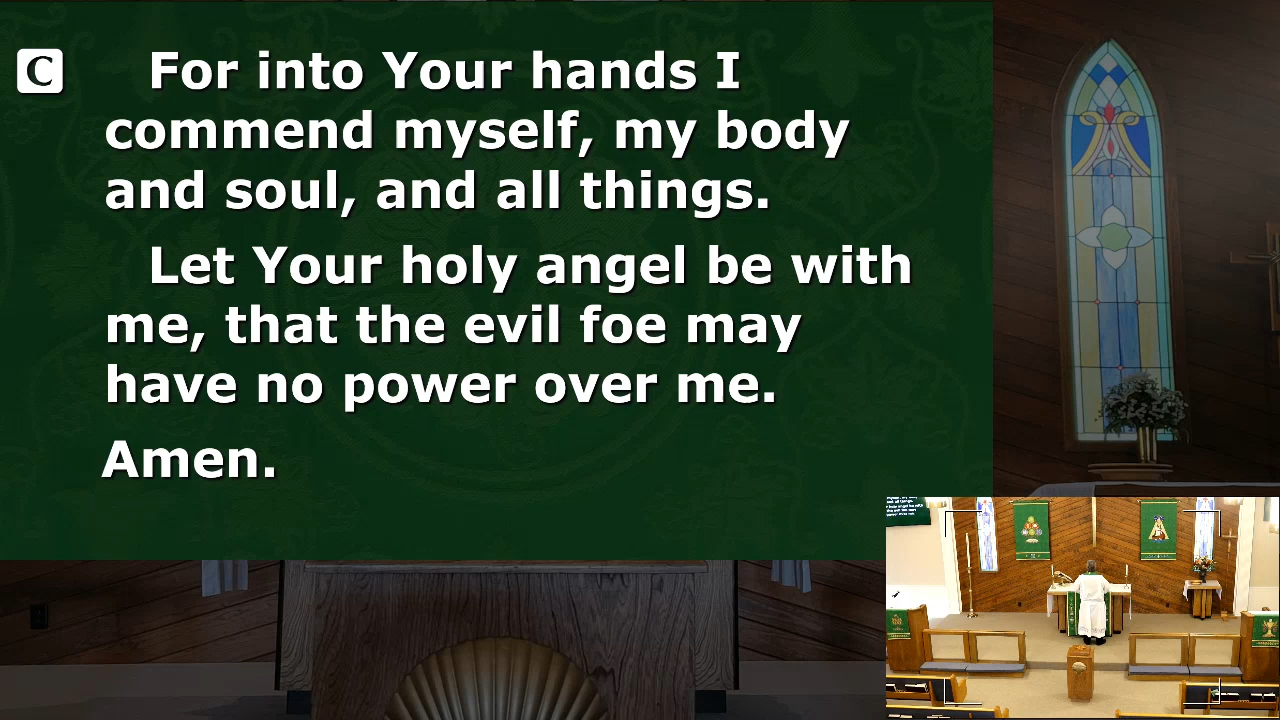 C For into Your hands I
commend myself, my body
and soul, and all things.
Let Your holy angel be with
me, that the evil foe may
have no power over me.
Amen.